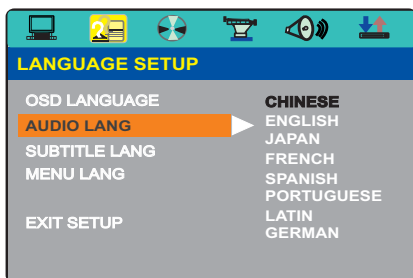 LANGUAGE SETUP
OSD LANGUAGE
AUDIO LANG
SUBTITLE LANG
MENU LANG
EXIT SETUP
CHINESE
ENGLISH
JAPAN
FRENCH
SPANISH
PORTUGUESE
LATIN
GERMAN